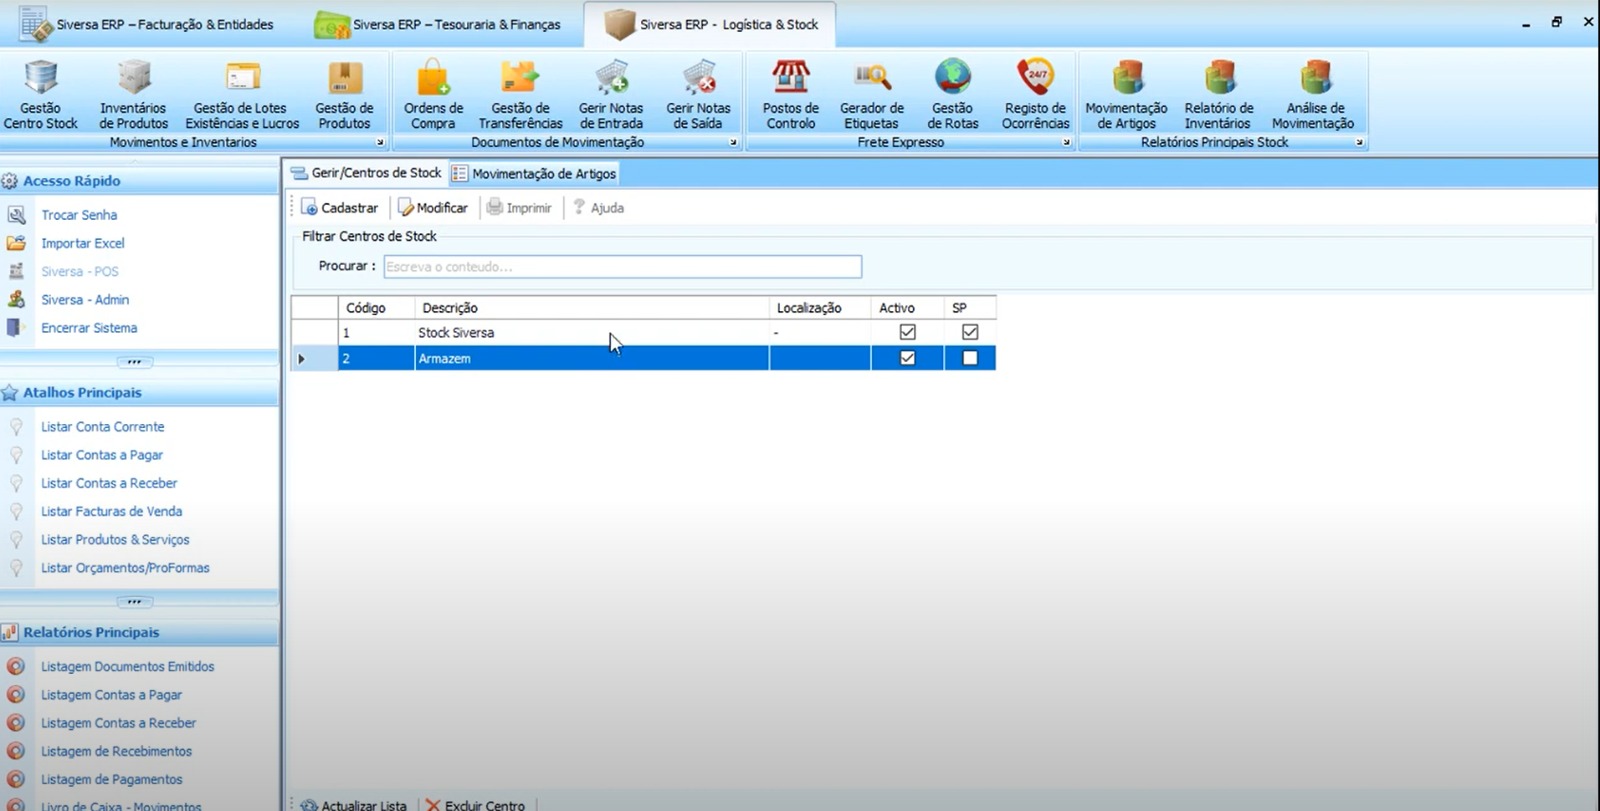 Siversa ERP – Facturação & Entidades
Siversa ERP – Tesouraria & Finanças
Siversa ERP - Logística & Stock
Gestão
Centro Stock
Inventários
de Produtos
Gestão de Lotes
Existências e Lucros
Gestão de
Produtos
Movimentos e Inventarios
Ordens de
Compra
Gestão de
Transferências
Gerir Notas
de Entrada
Gerir Notas
de Saída
Documentos de Movimentação
Postos de
Controlo
Gerador de
Etiquetas
Gestão
de Rotas
24/7
Registo de
Ocorrências
Frete Expresso
Movimentação
de Artigos
Relatório de
Inventários
Análise de
Movimentação
Relatórios Principais Stock
Acesso Rápido
Trocar Senha
Importar Excel
Siversa - POS
Siversa - Admin
Encerrar Sistema
Atalhos Principais
Listar Conta Corrente
Listar Contas a Pagar
Listar Contas a Receber
Listar Facturas de Venda
Listar Produtos & Serviços
Listar Orçamentos/ProFormas
Relatórios Principais
Listagem Documentos Emitidos
Listagem Contas a Pagar
Listagem Contas a Receber
Listagem de Recebimentos
Listagem de Pagamentos
Livro de Caixa - Movimentos
Gerir/Centros de Stock
Movimentação de Artigos
Cadastrar
Modificar
Imprimir
? Ajuda
Filtrar Centros de Stock
Procurar : Escreva o conteudo...
Código Descrição Localização Activo SP
1 Stock Siversa -
2 Armazem
Actualizar Lista
Excluir Centro